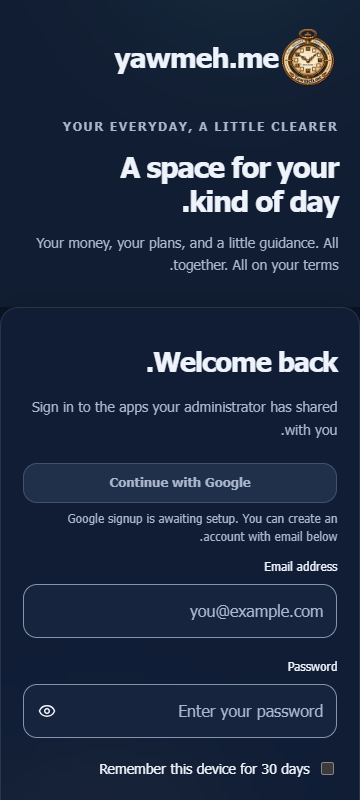 yawmeh.me
YOUR EVERYDAY, A LITTLE CLEARER
A space for your
.kind of day
Your money, your plans, and a little guidance. All
.together. All on your terms
.Welcome back
Sign in to the apps your administrator has shared
.with you
Continue with Google
Google signup is awaiting setup. You can create an
.account with email below
Email address
you@example.com
Password
Enter your password
Remember this device for 30 days